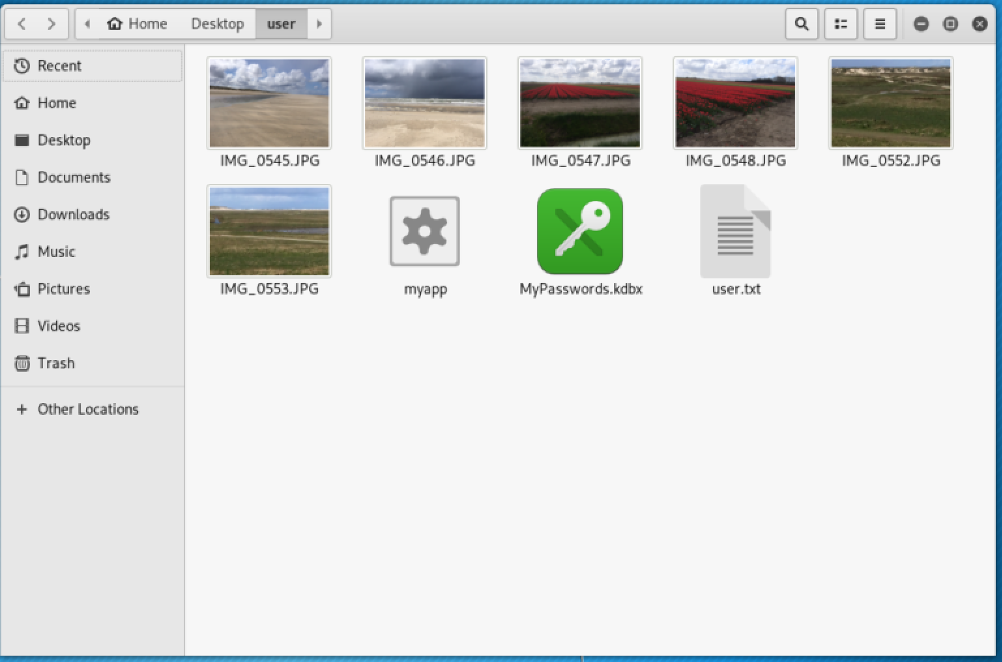 Home Desktop user
Recent
Home
Desktop
Documents
Downloads
Music
Pictures
Videos
Trash
Other Locations
IMG_0545.JPG IMG_0546.JPG IMG_0547.JPG IMG_0548.JPG IMG_0552.JPG
IMG_0553.JPG myapp MyPasswords.kdbx user.txt